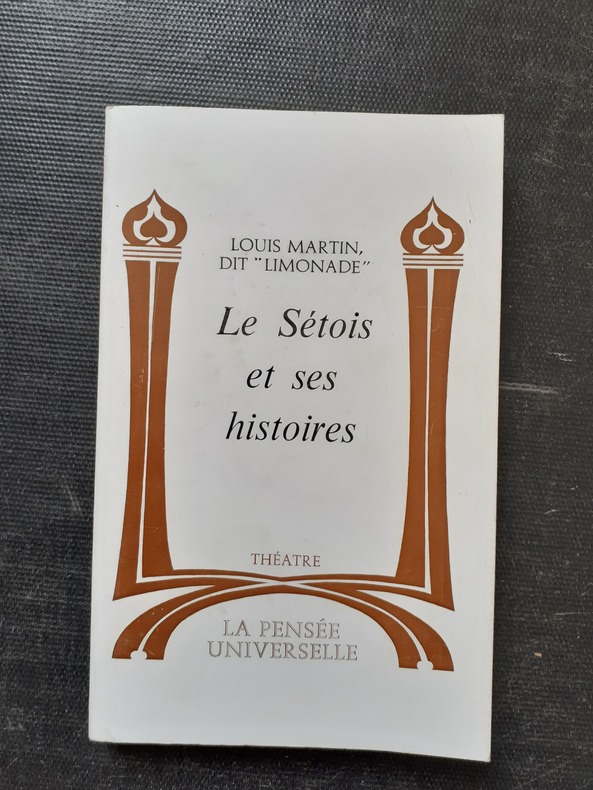 LOUIS MARTIN,
DIT "LIMONADE"
Le Sétois
et ses
histoires
THÉATRE
LA PENSÉE
UNIVERSELLE